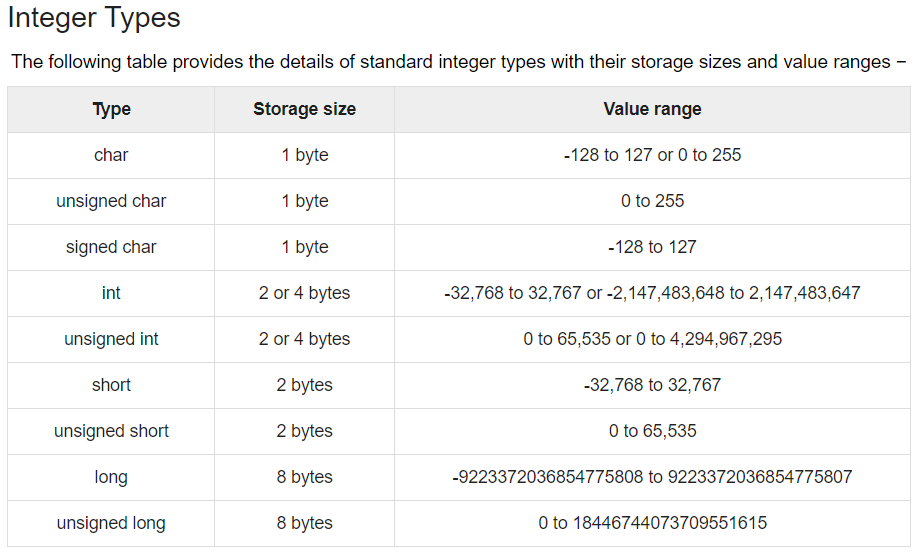 Integer Types
The following table provides the details of standard integer types with their storage sizes and value ranges −
Type Storage size Value range
char 1 byte -128 to 127 or 0 to 255
unsigned char 1 byte 0 to 255
signed char 1 byte -128 to 127
int 2 or 4 bytes -32,768 to 32,767 or -2,147,483,648 to 2,147,483,647
unsigned int 2 or 4 bytes 0 to 65,535 or 0 to 4,294,967,295
short 2 bytes -32,768 to 32,767
unsigned short 2 bytes 0 to 65,535
long 8 bytes -9223372036854775808 to 9223372036854775807
unsigned long 8 bytes 0 to 18446744073709551615